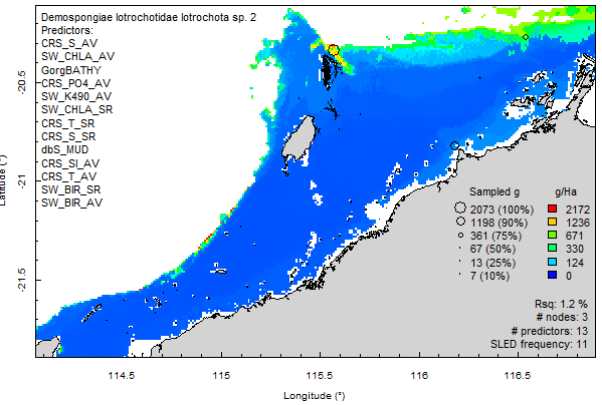 Demospongiae Iotrochotidae Iotrochota sp. 2
Predictors:
CRS_S_AV
SW_CHLA_AV
GorgBATHY
CRS_PO4_AV
SW_K490_AV
SW_CHLA_SR
CRS_T_SR
CRS_S_SR
dbS_MUD
CRS_SI_AV
CRS_T_AV
SW_BIR_SR
SW_BIR_AV
Latitude (°)
-20.5
-21
-21.5
Sampled g g/Ha
2073 (100%) 2172
1198 (90%) 1236
361 (75%) 671
67 (50%) 330
13 (25%) 124
7 (10%) 0
Rsq: 1.2 %
# nodes: 3
# predictors: 13
SLED frequency: 11
114.5 115 115.5 116 116.5
Longitude (°)